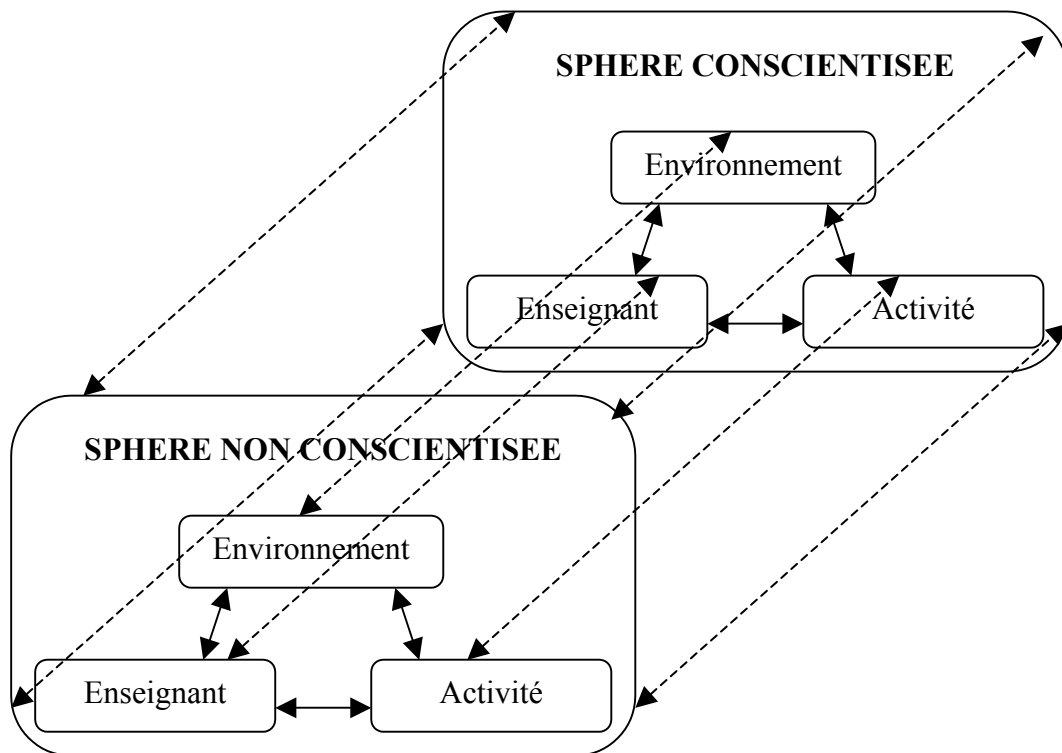 SPHERE CONSCIENTISEE
Environnement
Enseignant
Activité
SPHERE NON CONSCIENTISEE
Environnement
Enseignant
Activité